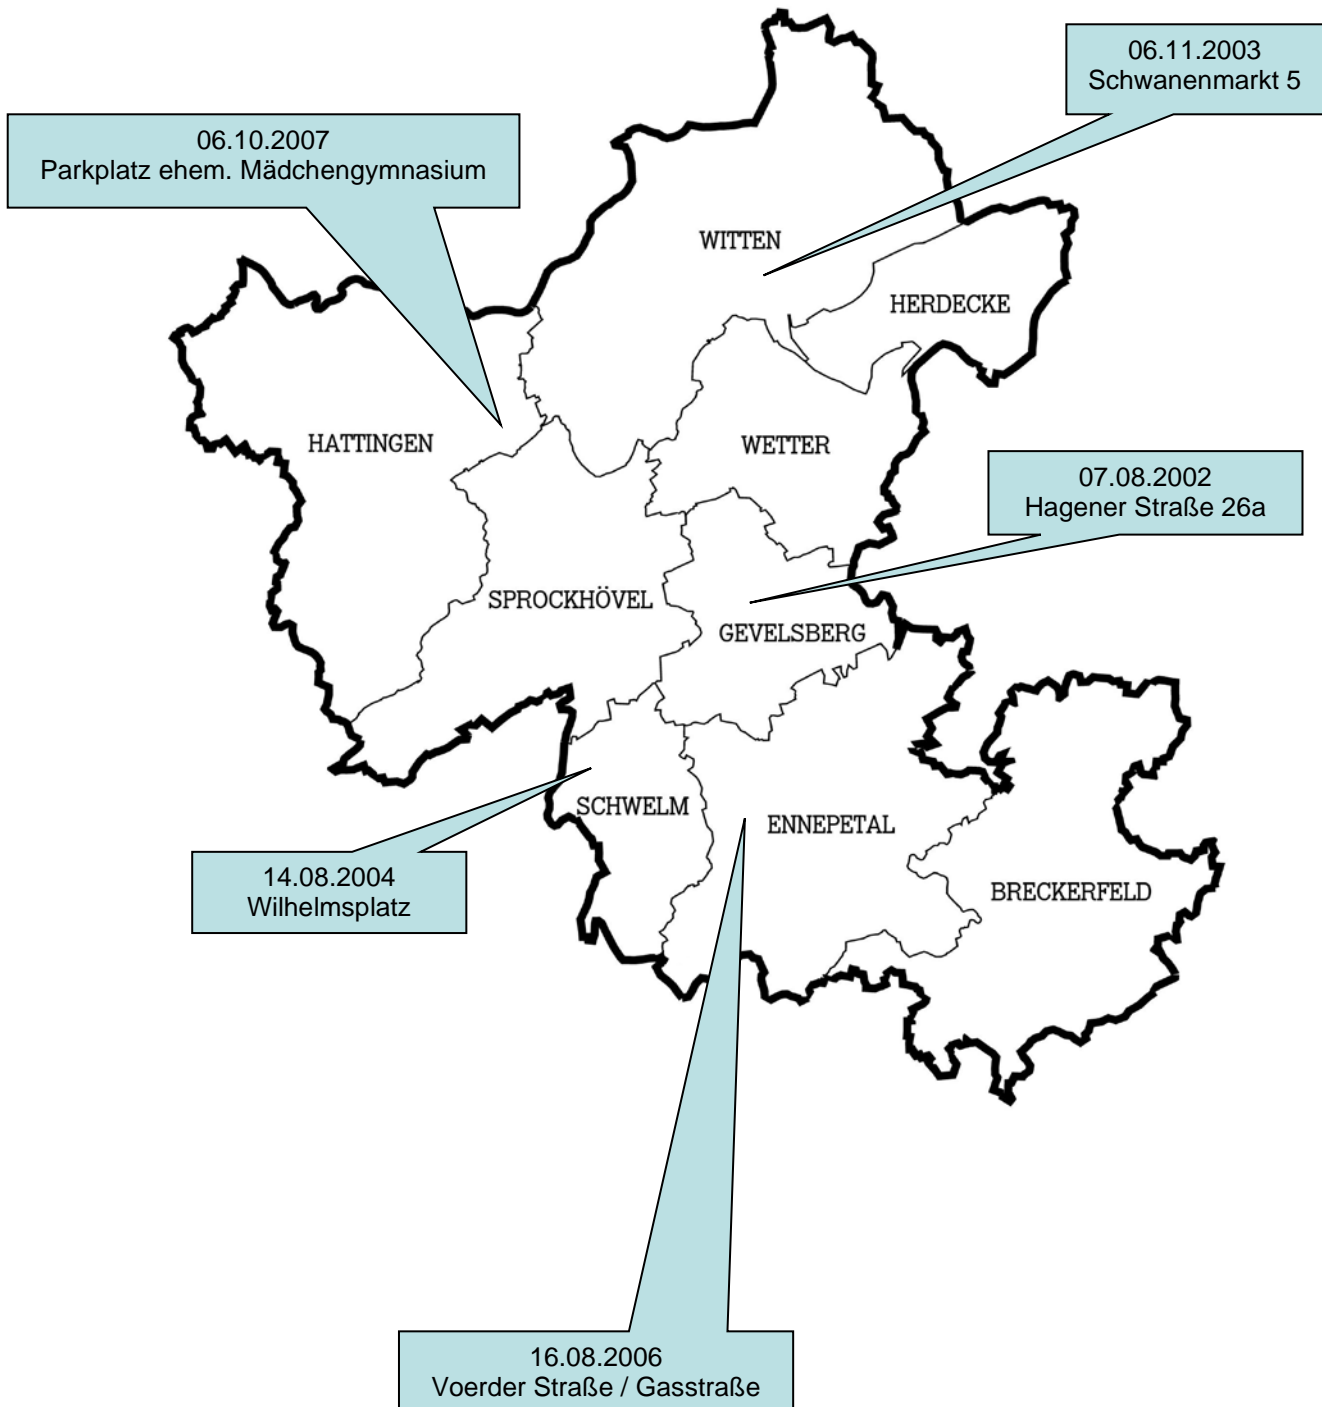 06.11.2003
Schwanenmarkt 5
06.10.2007
Parkplatz ehem. Mädchengymnasium
WITTEN
HERDECKE
HATTINGEN
WETTER
07.08.2002
Hagener Straße 26a
SPROCKHÖVEL
GEVELSBERG
SCHWELM
ENNEPETAL
14.08.2004
Wilhelmsplatz
BRECKERFELD
16.08.2006
Voerder Straße / Gasstraße